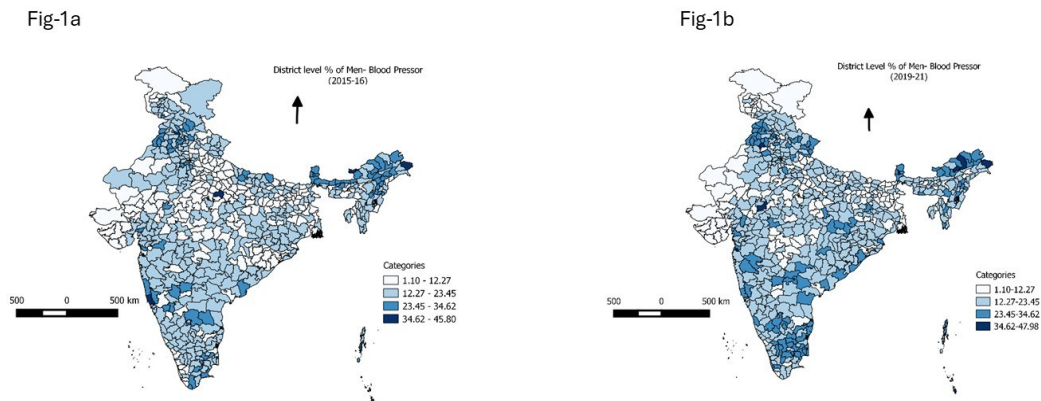 Fig-1a
District level % of Men- Blood Pressor
(2015-16)
Categories
1.10 - 12.27
12.27 - 23.45
23.45 - 34.62
34.62 - 45.80
500 0 500 km
Fig-1b
District Level % of Men- Blood Pressor
(2019-21)
Categories
1.10-12.27
12.27-23.45
23.45-34.62
34.62-47.98
500 0 500 km